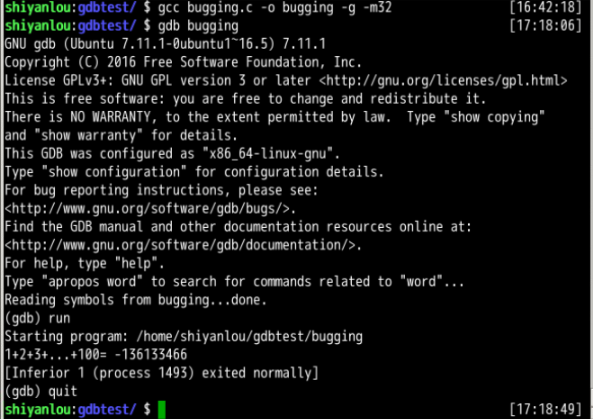 shiyanlou:gdbtest/ $ gcc bugging.c -o bugging -g -m32 [16:42:18]
shiyanlou:gdbtest/ $ gdb bugging [17:18:06]
GNU gdb (Ubuntu 7.11.1-0ubuntu1~16.5) 7.11.1
Copyright (C) 2016 Free Software Foundation, Inc.
License GPLv3+: GNU GPL version 3 or later <http://gnu.org/licenses/gpl.html>
This is free software: you are free to change and redistribute it.
There is NO WARRANTY, to the extent permitted by law.  Type "show copying"
and "show warranty" for details.
This GDB was configured as "x86_64-linux-gnu".
Type "show configuration" for configuration details.
For bug reporting instructions, please see:
<http://www.gnu.org/software/gdb/bugs/>.
Find the GDB manual and other documentation resources online at:
<http://www.gnu.org/software/gdb/documentation/>.
For help, type "help".
Type "apropos word" to search for commands related to "word"...
Reading symbols from bugging...done.
(gdb) run
Starting program: /home/shiyanlou/gdbtest/bugging
1+2+3+...+100= -136133466
[Inferior 1 (process 1493) exited normally]
(gdb) quit
shiyanlou:gdbtest/ $ [17:18:49]